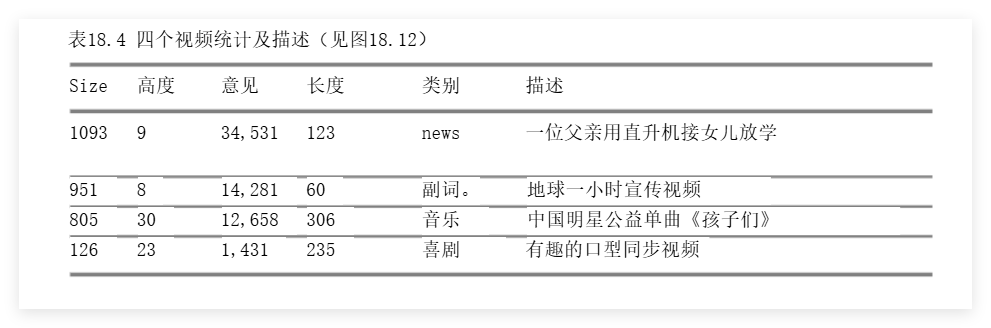 表18.4 四个视频统计及描述（见图18.12）
Size 高度 意见 长度 类别 描述
1093 9 34,531 123 news 一位父亲用直升机接女儿放学
951 8 14,281 60 副词。 地球一小时宣传视频
805 30 12,658 306 音乐 中国明星公益单曲《孩子们》
126 23 1,431 235 喜剧 有趣的口型同步视频